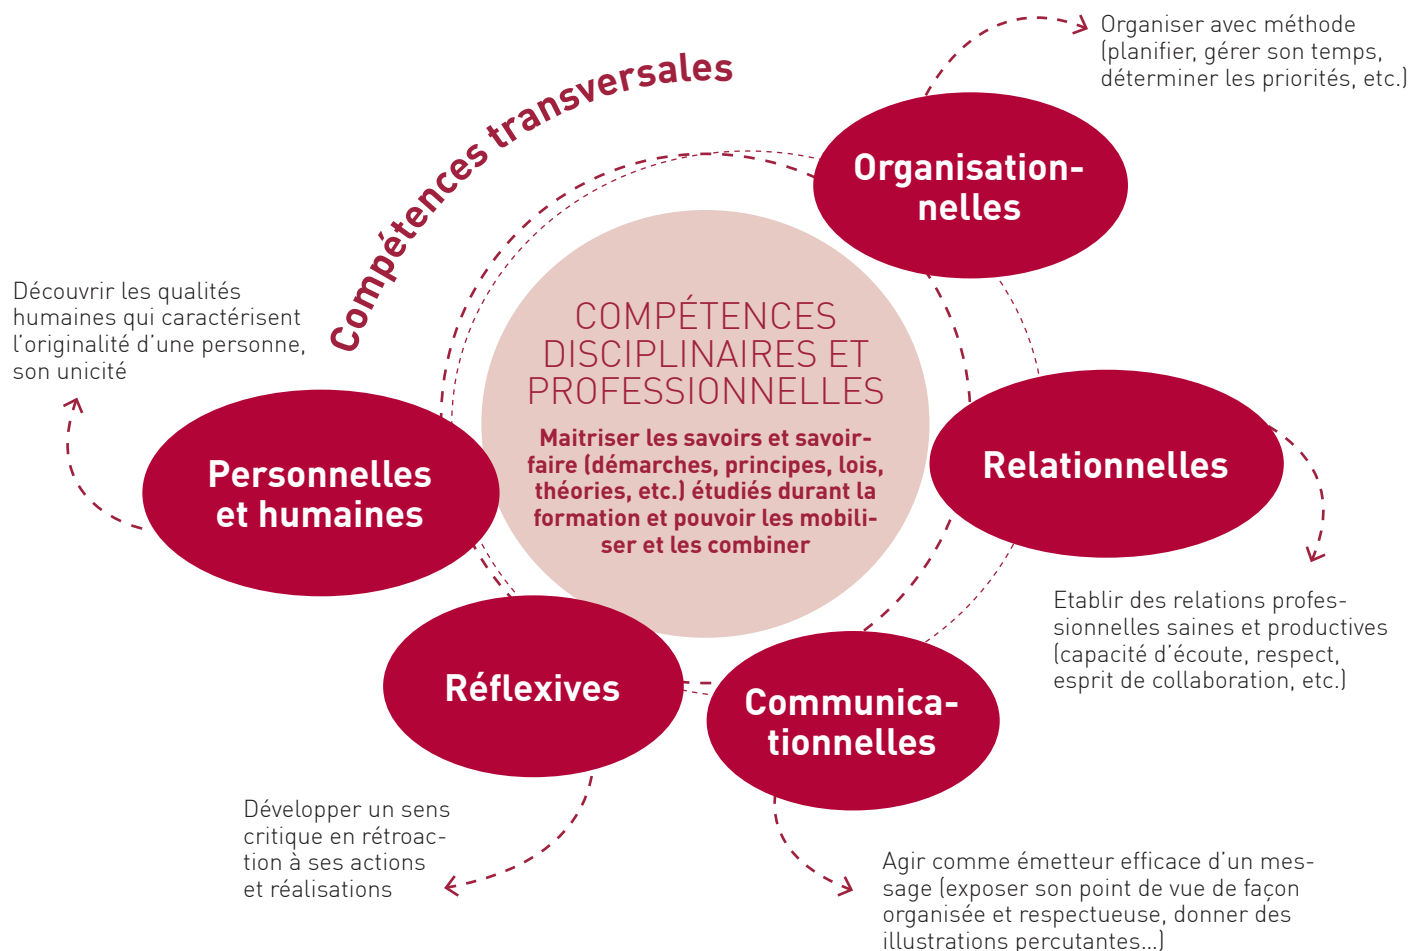 Compétences transversales
Organiser avec méthode
(planifier, gérer son temps,
déterminer les priorités, etc.)
Organisation-
nelles
Découvrir les qualités
humaines qui caractérisent
l’originalité d’une personne,
son unicité
COMPÉTENCES
DISCIPLINAIRES ET
PROFESSIONNELLES
Maitriser les savoirs et savoir-
faire (démarches, principes, lois,
théories, etc.) étudiés durant la
formation et pouvoir les mobili-
ser et les combiner
Personnelles
et humaines
Relationnelles
Etablir des relations profes-
sionnelles saines et productives
(capacité d’écoute, respect,
esprit de collaboration, etc.)
Réflexives
Communica-
tionnelles
Développer un sens
critique en rétroac-
tion à ses actions
et réalisations
Agir comme émetteur efficace d’un mes-
sage (exposer son point de vue de façon
organisée et respectueuse, donner des
illustrations percutantes...)